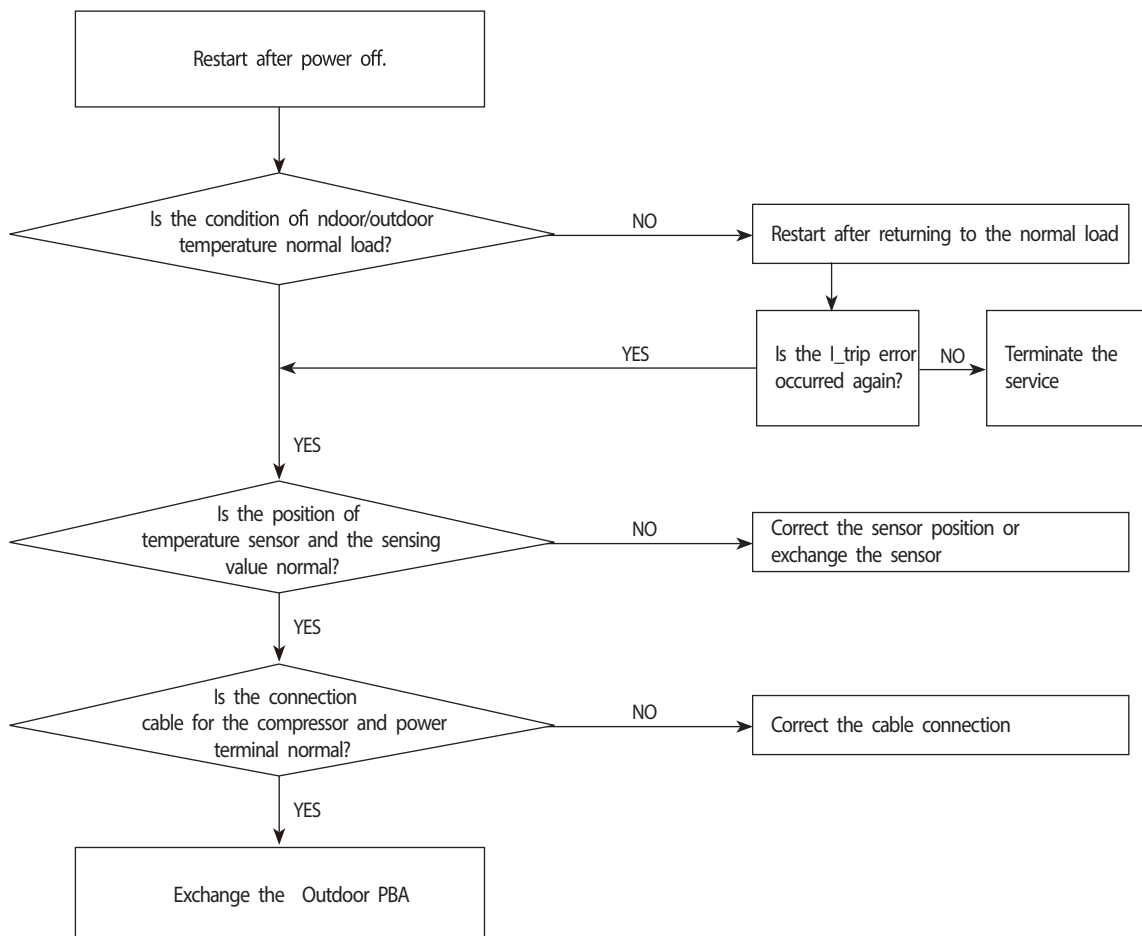 Restart after power off.
Is the condition ofi ndoor/outdoor
temperature normal load?
NO
Restart after returning to the normal load
YES
Is the I_trip error
occurred again?
NO
Terminate the
service
YES
Is the position of
temperature sensor and the sensing
value normal?
NO
Correct the sensor position or
exchange the sensor
YES
Is the connection
cable for the compressor and power
terminal normal?
NO
Correct the cable connection
YES
Exchange the Outdoor PBA